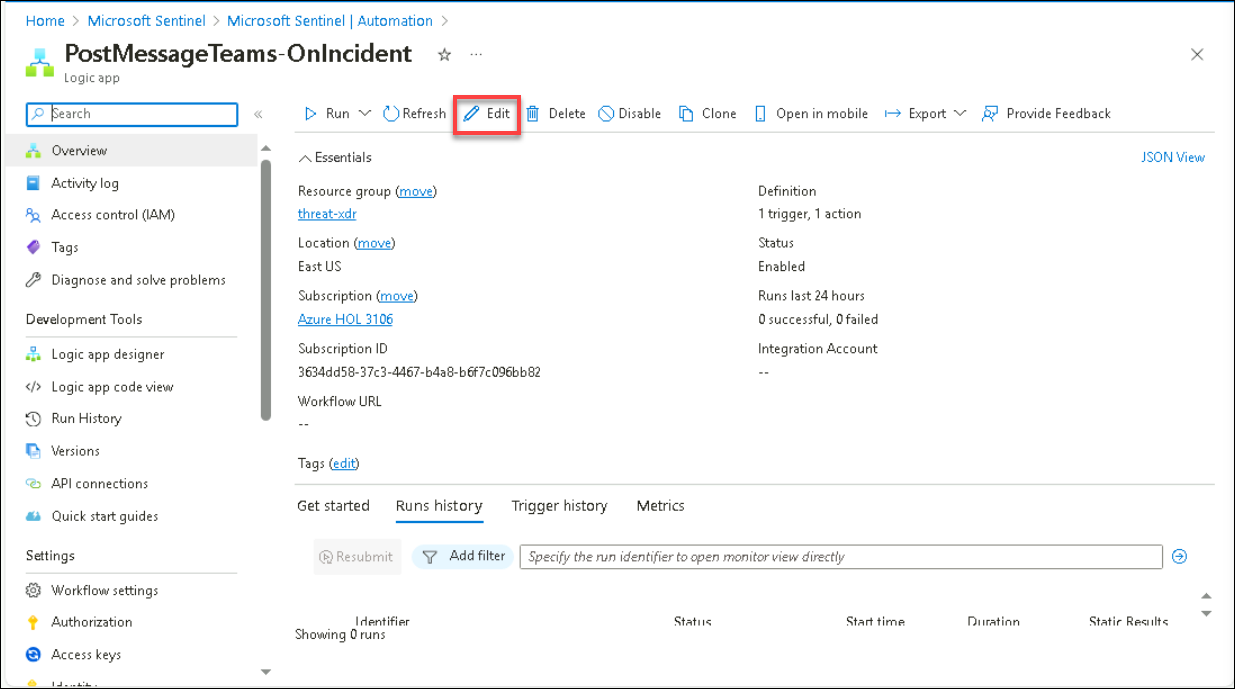 Home > Microsoft Sentinel > Microsoft Sentinel | Automation >
PostMessageTeams-OnIncident ☆ ...
Logic app
Search «
Run Refresh Edit Delete Disable Clone Open in mobile Export Provide Feedback
Overview
Activity log
Access control (IAM)
Tags
Diagnose and solve problems
Development Tools
Logic app designer
Logic app code view
Run History
Versions
API connections
Quick start guides
Settings
Workflow settings
Authorization
Access keys
Identity
Essentials JSON View
Resource group (move)
threat-xdr
Location (move)
East US
Subscription (move)
Azure HOL 3106
Subscription ID
3634dd58-37c3-4467-b4a8-b6f7c096bb82
Workflow URL
--
Definition
1 trigger, 1 action
Status
Enabled
Runs last 24 hours
0 successful, 0 failed
Integration Account
--
Tags (edit)
Get started Runs history Trigger history Metrics
Resubmit Add filter Specify the run identifier to open monitor view directly
Identifier Status Start time Duration Static Results
Showing 0 runs